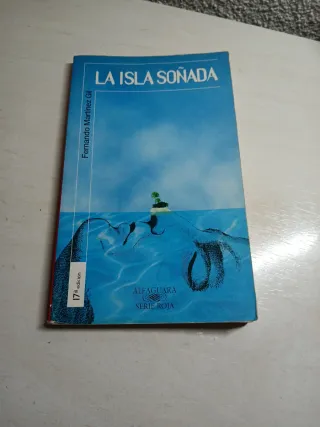 LA ISLA SOÑADA
Fernando Martínez Gil
17ª edición
ALFAGUARA
SERIE ROJA